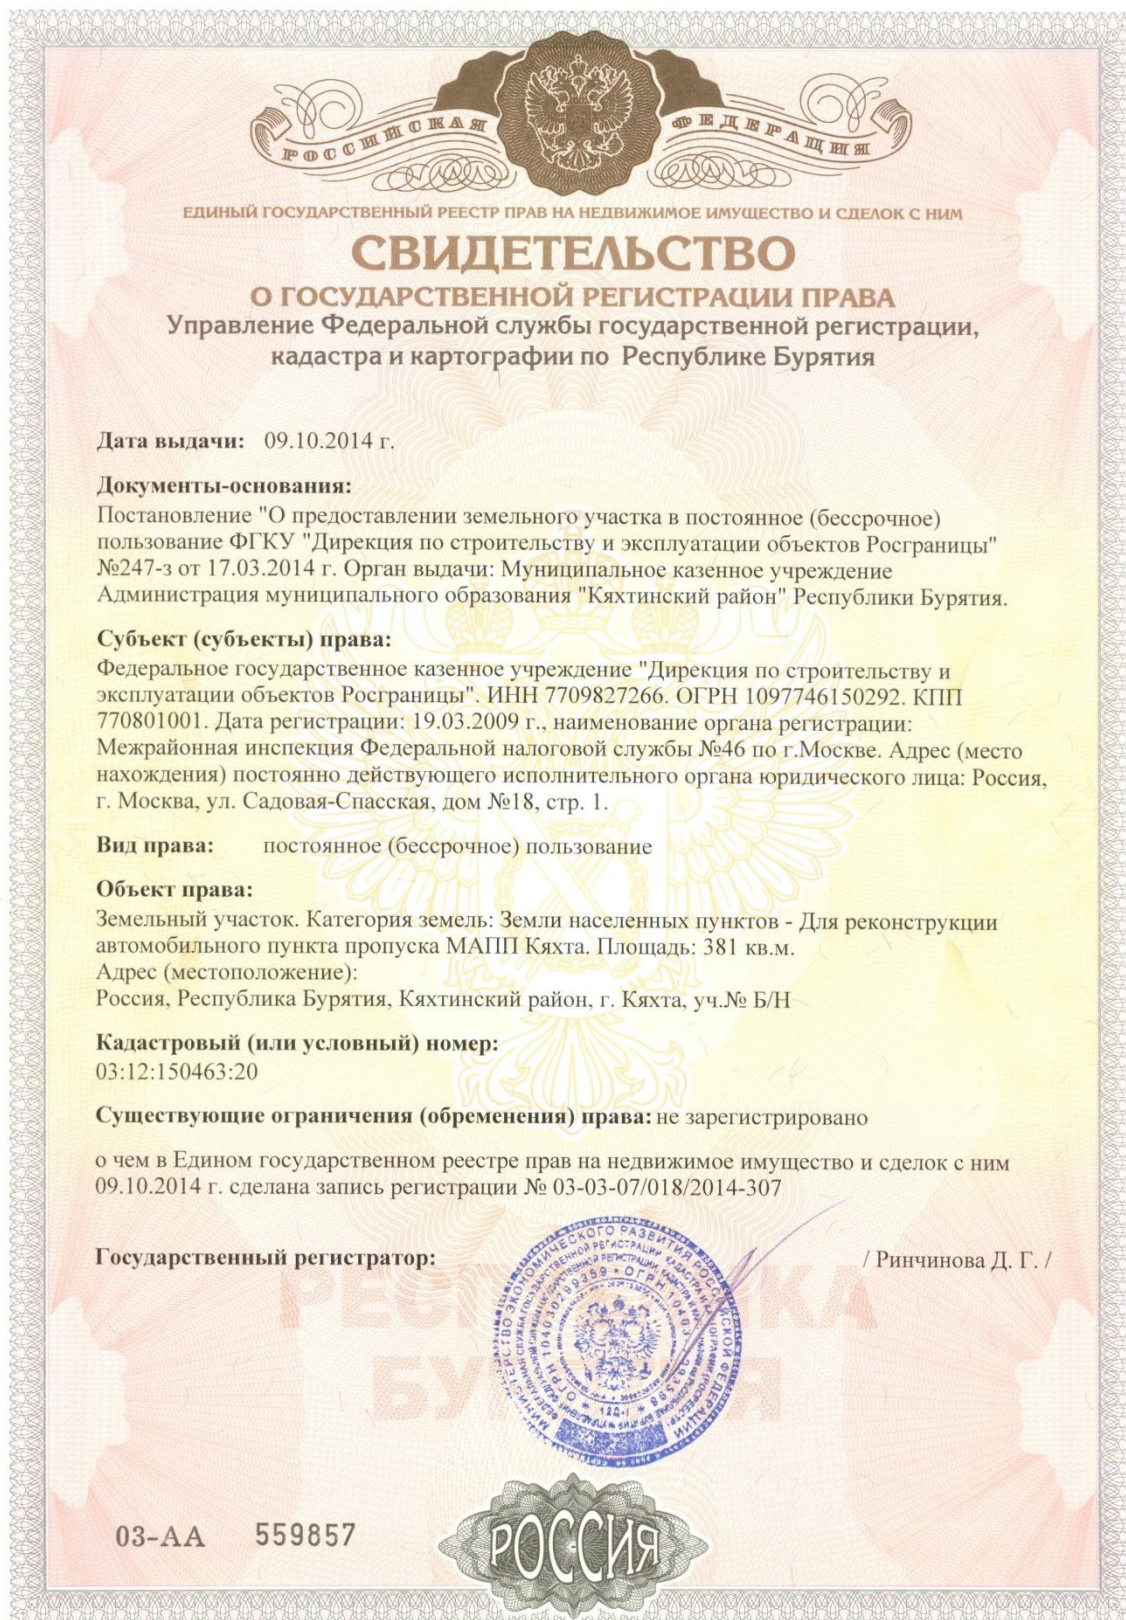 РОССИЙСКАЯ ФЕДЕРАЦИЯ
ЕДИНЫЙ ГОСУДАРСТВЕННЫЙ РЕЕСТР ПРАВ НА НЕДВИЖИМОЕ ИМУЩЕСТВО И СДЕЛОК С НИМ
СВИДЕТЕЛЬСТВО
О ГОСУДАРСТВЕННОЙ РЕГИСТРАЦИИ ПРАВА
Управление Федеральной службы государственной регистрации,
кадастра и картографии по Республике Бурятия
Дата выдачи: 09.10.2014 г.
Документы-основания:
Постановление "О предоставлении земельного участка в постоянное (бессрочное)
пользование ФГКУ "Дирекция по строительству и эксплуатации объектов Росграницы"
№247-з от 17.03.2014 г. Орган выдачи: Муниципальное казенное учреждение
Администрация муниципального образования "Кяхтинский район" Республики Бурятия.
Субъект (субъекты) права:
Федеральное государственное казенное учреждение "Дирекция по строительству и
эксплуатации объектов Росграницы". ИНН 7709827266. ОГРН 1097746150292. КПП
770801001. Дата регистрации: 19.03.2009 г., наименование органа регистрации:
Межрайонная инспекция Федеральной налоговой службы №46 по г.Москве. Адрес (место
нахождения) постоянно действующего исполнительного органа юридического лица: Россия,
г. Москва, ул. Садовая-Спасская, дом №18, стр. 1.
Вид права: постоянное (бессрочное) пользование
Объект права:
Земельный участок. Категория земель: Земли населенных пунктов - Для реконструкции
автомобильного пункта пропуска МАПП Кяхта. Площадь: 381 кв.м.
Адрес (местоположение):
Россия, Республика Бурятия, Кяхтинский район, г. Кяхта, уч.№ Б/Н
Кадастровый (или условный) номер:
03:12:150463:20
Существующие ограничения (обременения) права: не зарегистрировано
о чем в Едином государственном реестре прав на недвижимое имущество и сделок с ним
09.10.2014 г. сделана запись регистрации № 03-03-07/018/2014-307
Государственный регистратор: / Ринчинова Д. Г. /
РЕСПУБЛИКА
БУРЯТИЯ
МИНИСТЕРСТВО ЭКОНОМИЧЕСКОГО РАЗВИТИЯ РОССИЙСКОЙ ФЕДЕРАЦИИ
03-АА 559857
РОССИЯ